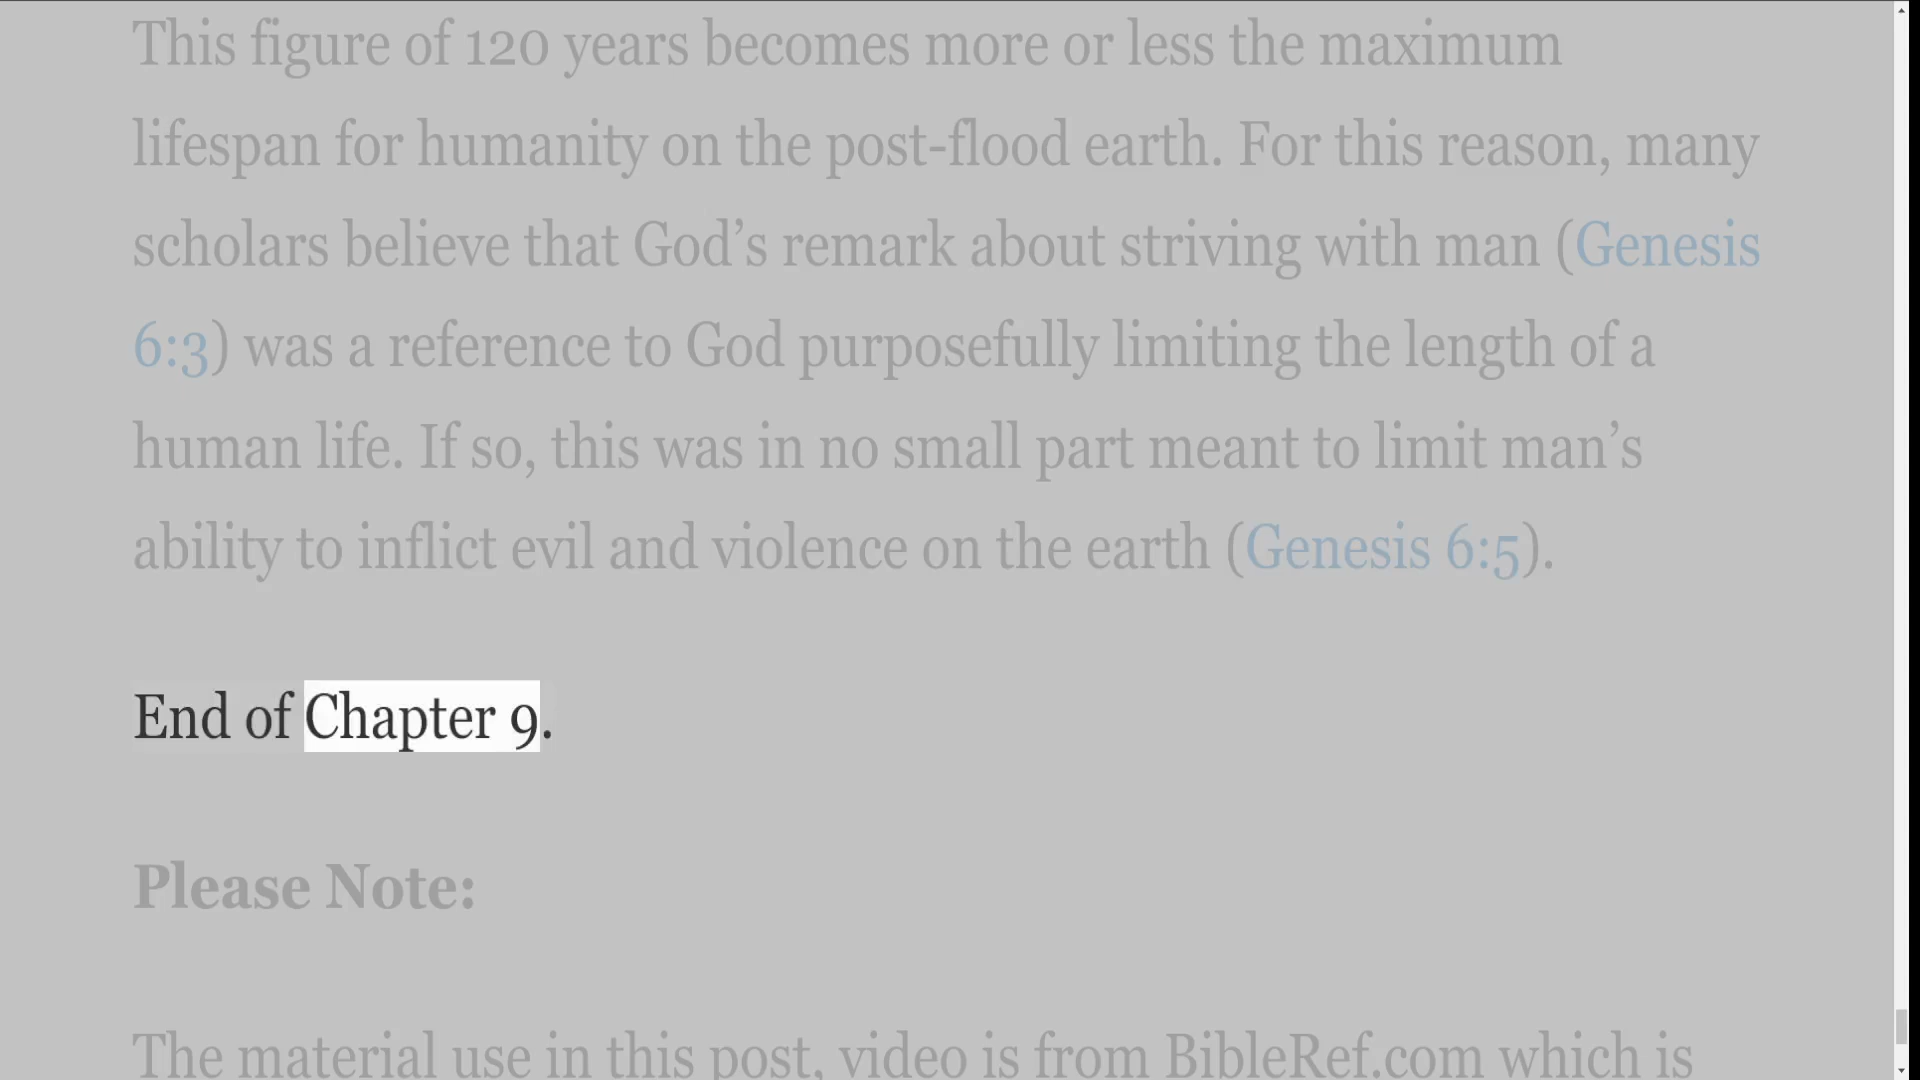 This figure of 120 years becomes more or less the maximum
lifespan for humanity on the post-flood earth. For this reason, many
scholars believe that God’s remark about striving with man (Genesis
6:3) was a reference to God purposefully limiting the length of a
human life. If so, this was in no small part meant to limit man’s
ability to inflict evil and violence on the earth (Genesis 6:5).
End of Chapter 9.
Please Note:
The material use in this post, video is from BibleRef.com which is